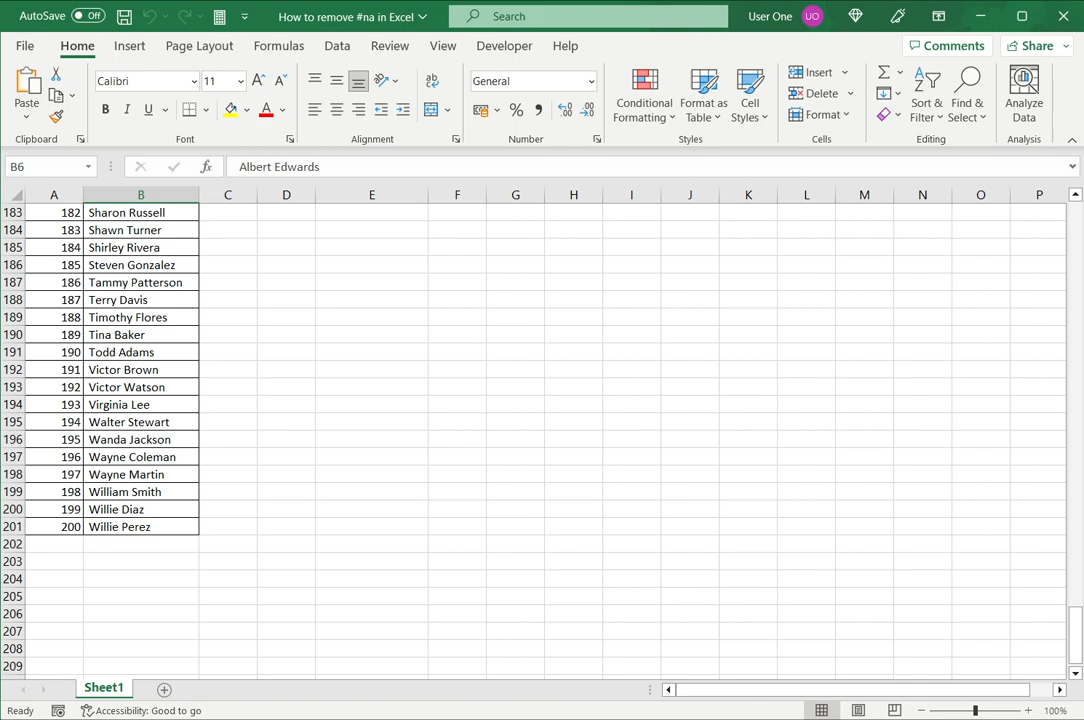 AutoSave Off How to remove #na in Excel Search User One UO
File Home Insert Page Layout Formulas Data Review View Developer Help Comments Share
Paste Calibri 11 General Conditional Formatting Format as Table Cell Styles Insert Delete Format Sort & Filter Find & Select Analyze Data
B I U A
Clipboard Font Alignment Number Styles Cells Editing Analysis
B6 fx Albert Edwards
A B C D E F G H I J K L M N O P
183 182 Sharon Russell
184 183 Shawn Turner
185 184 Shirley Rivera
186 185 Steven Gonzalez
187 186 Tammy Patterson
188 187 Terry Davis
189 188 Timothy Flores
190 189 Tina Baker
191 190 Todd Adams
192 191 Victor Brown
193 192 Victor Watson
194 193 Virginia Lee
195 194 Walter Stewart
196 195 Wanda Jackson
197 196 Wayne Coleman
198 197 Wayne Martin
199 198 William Smith
200 199 Willie Diaz
201 200 Willie Perez
202
203
204
205
206
207
208
209
Sheet1
Ready Accessibility: Good to go 100%